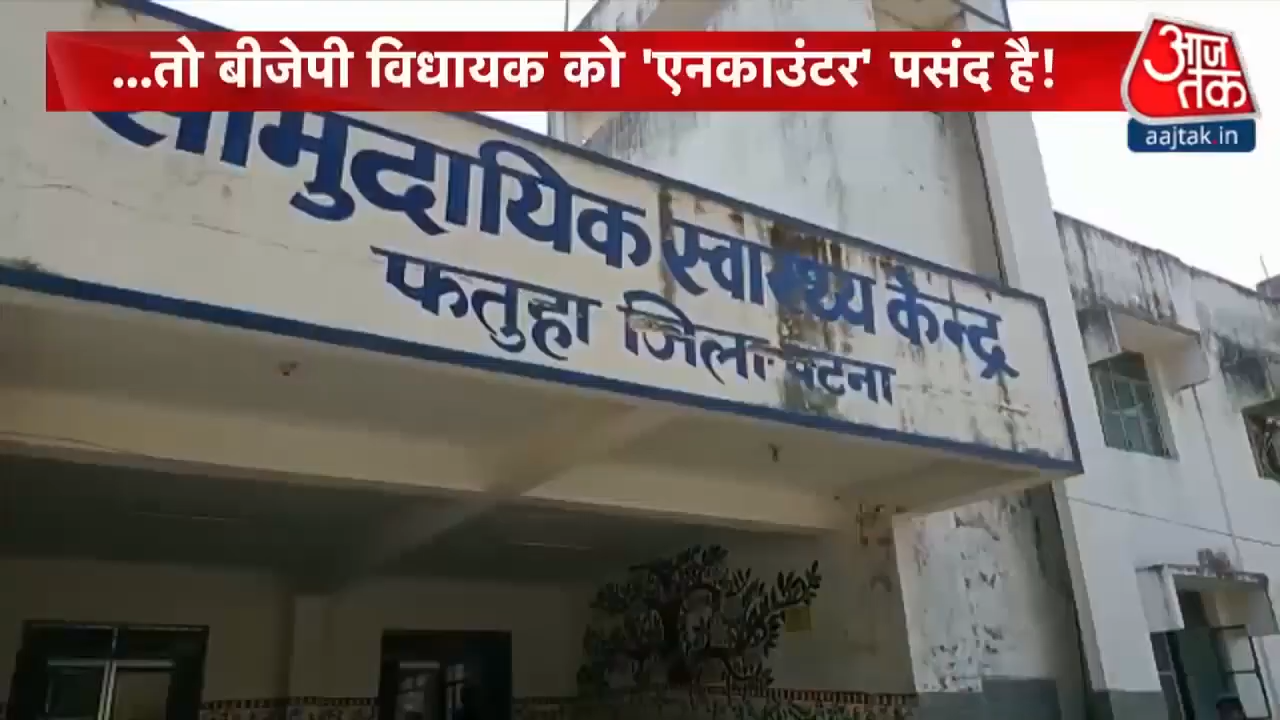 ...तो बीजेपी विधायक को 'एनकाउंटर' पसंद है!
आज
तक
aajtak.in
सामुदायिक स्वास्थ्य केन्द्र
फतुहा जिला पटना